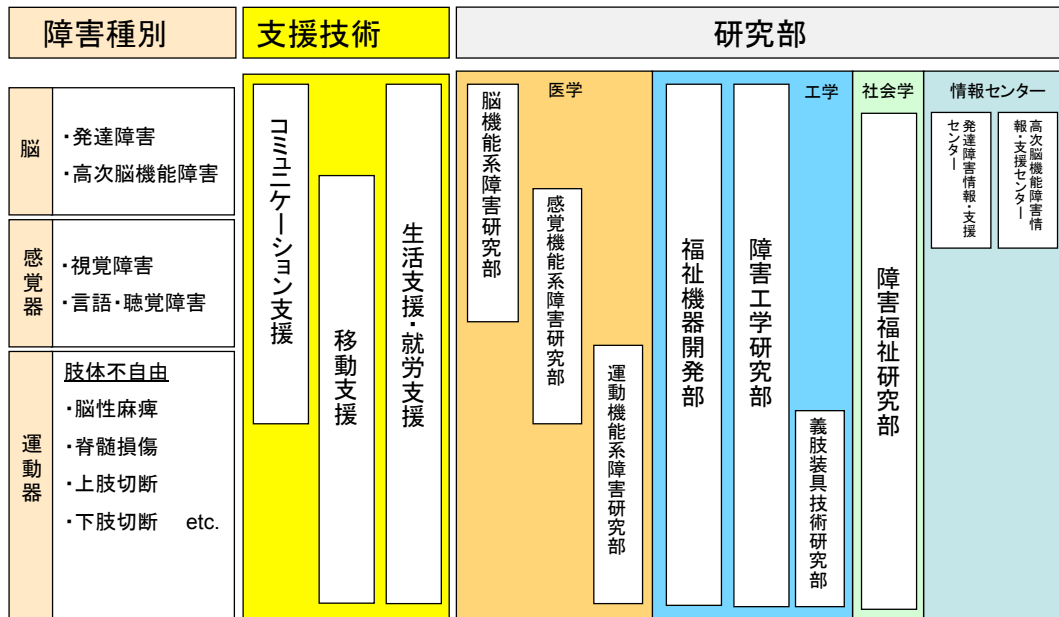 障害種別
支援技術
研究部
脳
・発達障害
・高次脳機能障害
感覚器
・視覚障害
・言語・聴覚障害
運動器
肢体不自由
・脳性麻痺
・脊髄損傷
・上肢切断
・下肢切断 etc.
コミュニケーション支援
移動支援
生活支援・就労支援
医学
脳機能系障害研究部
感覚機能系障害研究部
運動機能系障害研究部
工学
福祉機器開発部
障害工学研究部
義肢装具技術研究部
社会学
障害福祉研究部
情報センター
発達障害情報・支援
センター
高次脳機能障害情
報・支援センター